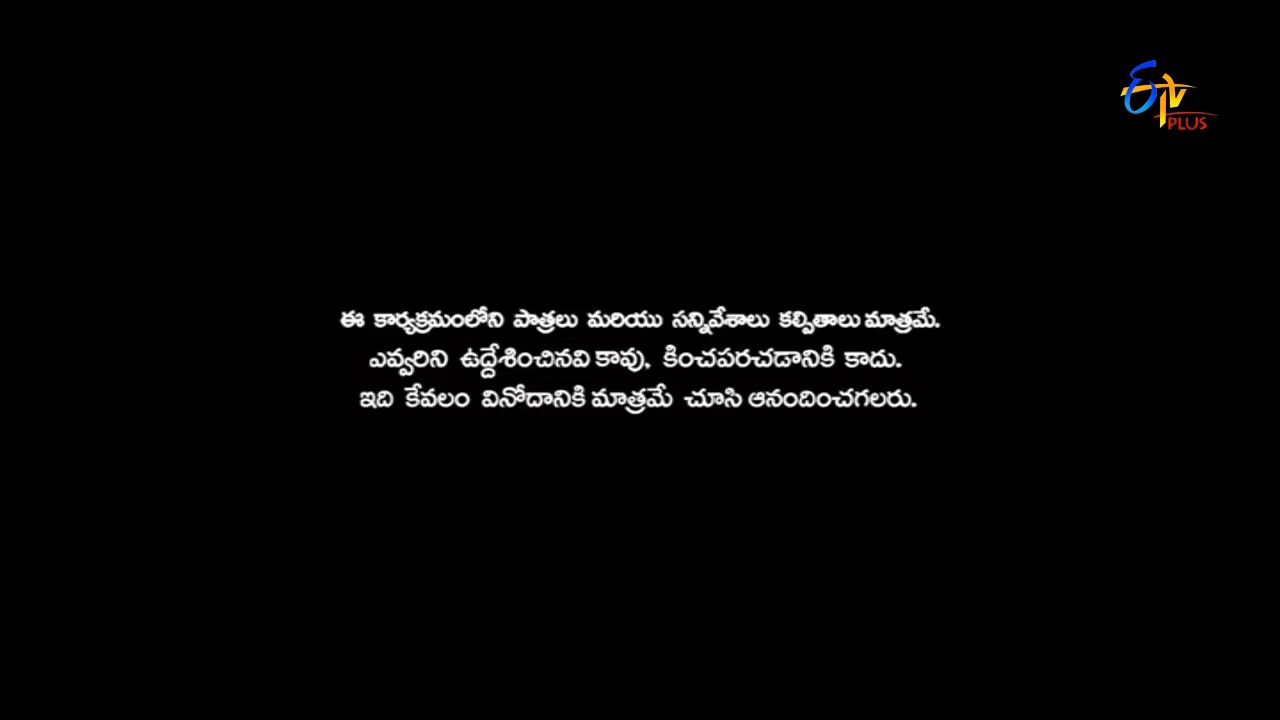 ETV
PLUS
ఈ కార్యక్రమంలోని పాత్రలు మరియు సన్నివేశాలు కల్పితాలు మాత్రమే.
ఎవ్వరిని ఉద్దేశించినవి కావు, కించపరచడానికి కాదు.
ఇది కేవలం వినోదానికి మాత్రమే చూసి ఆనందించగలరు.